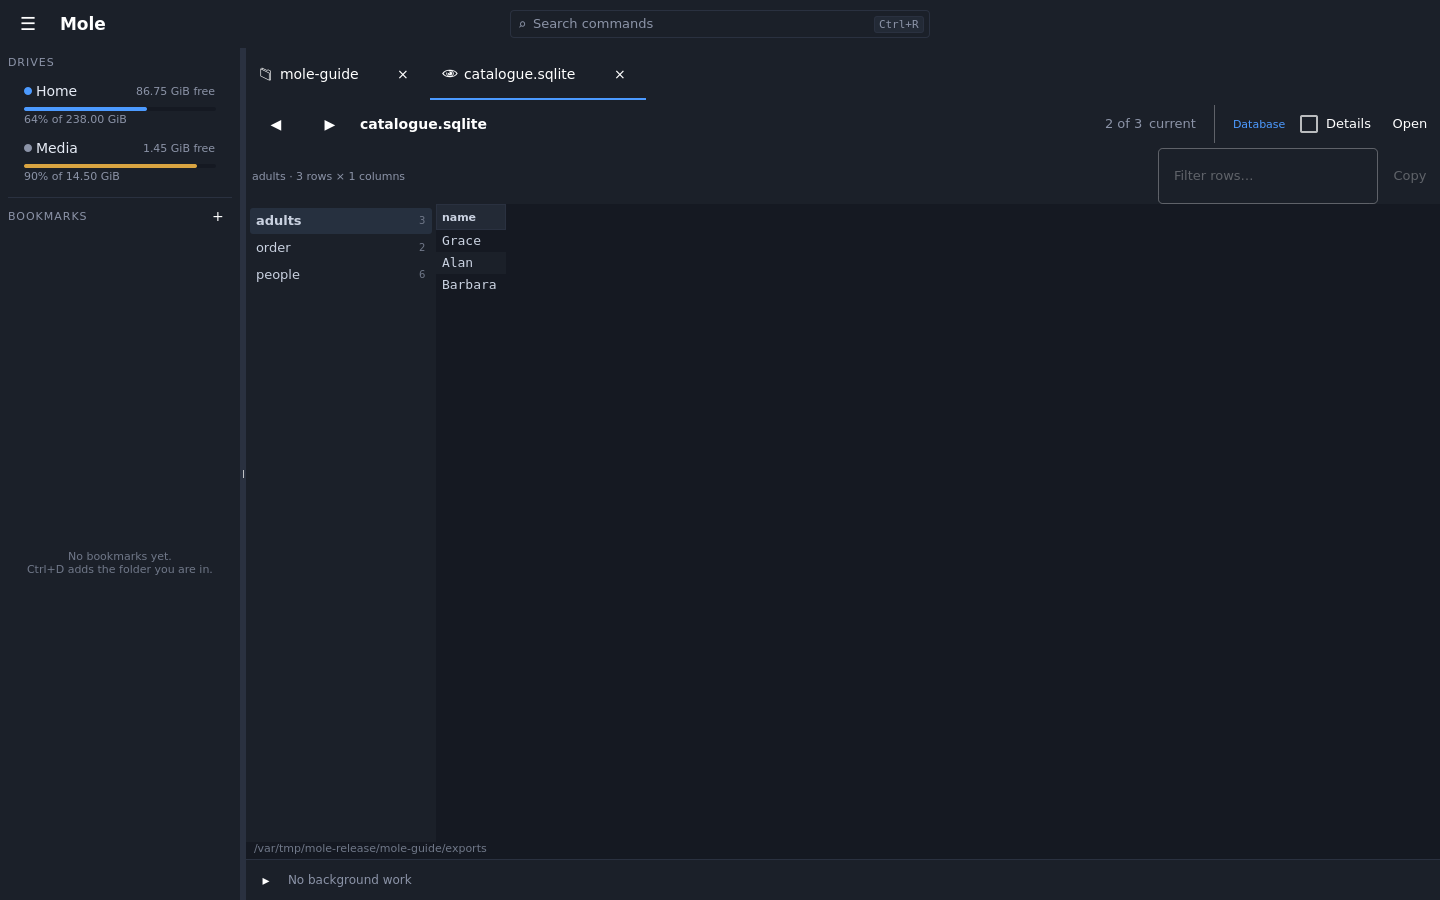 ☰ Mole
Search commands Ctrl+R
DRIVES
Home 86.75 GiB free
64% of 238.00 GiB
Media 1.45 GiB free
90% of 14.50 GiB
BOOKMARKS +
No bookmarks yet.
Ctrl+D adds the folder you are in.
mole-guide × catalogue.sqlite ×
◀ ▶ catalogue.sqlite 2 of 3 current Database Details Open
adults · 3 rows × 1 columns Filter rows... Copy
adults 3
order 2
people 6
name
Grace
Alan
Barbara
/var/tmp/mole-release/mole-guide/exports
▶ No background work